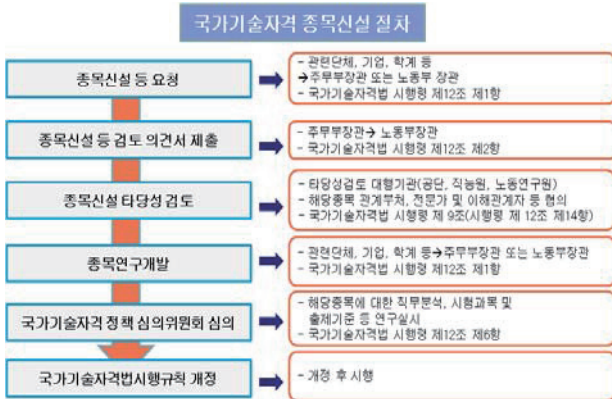 국가기술자격 종목신설 절차
종목신설 등 요청
- 관련단체, 기업, 학계 등
→주무부장관 또는 노동부 장관
- 국가기술자격법 시행령 제12조 제1항
종목신설 등 검토 의견서 제출
- 주무부장관→ 노동부장관
- 국가기술자격법 시행령 제12조 제2항
종목신설 타당성 검토
- 타당성검토 대행기관(공단, 직능원, 노동연구원)
- 해당종목 관계부처, 전문가 및 이해관계자 등 협의
- 국가기술자격법 시행령 제 9조(시행령 제 12조 제14항)
종목연구개발
- 관련단체, 기업, 학계 등→주무부장관 또는 노동부장관
- 국가기술자격법 시행령 제12조 제1항
국가기술자격 정책 심의위원회 심의
- 해당종목에 대한 직무분석, 시험과목 및
출제기준 등 연구실시
- 국가기술자격법 시행령 제12조 제6항
국가기술자격법시행규칙 개정
- 개정 후 시행